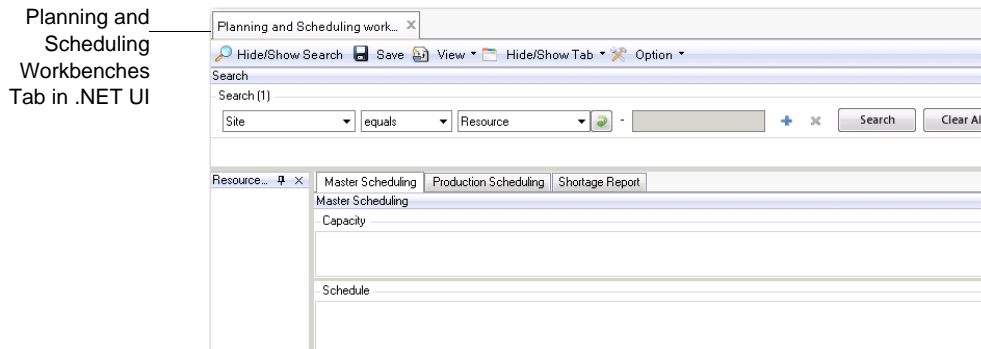 Planning and
Scheduling
Workbenches
Tab in .NET UI
Planning and Scheduling work...
Hide/Show Search Save View Hide/Show Tab Option
Search
Search (1)
Site equals Resource - Search Clear Al
Resource... Master Scheduling Production Scheduling Shortage Report
Master Scheduling
Capacity
Schedule